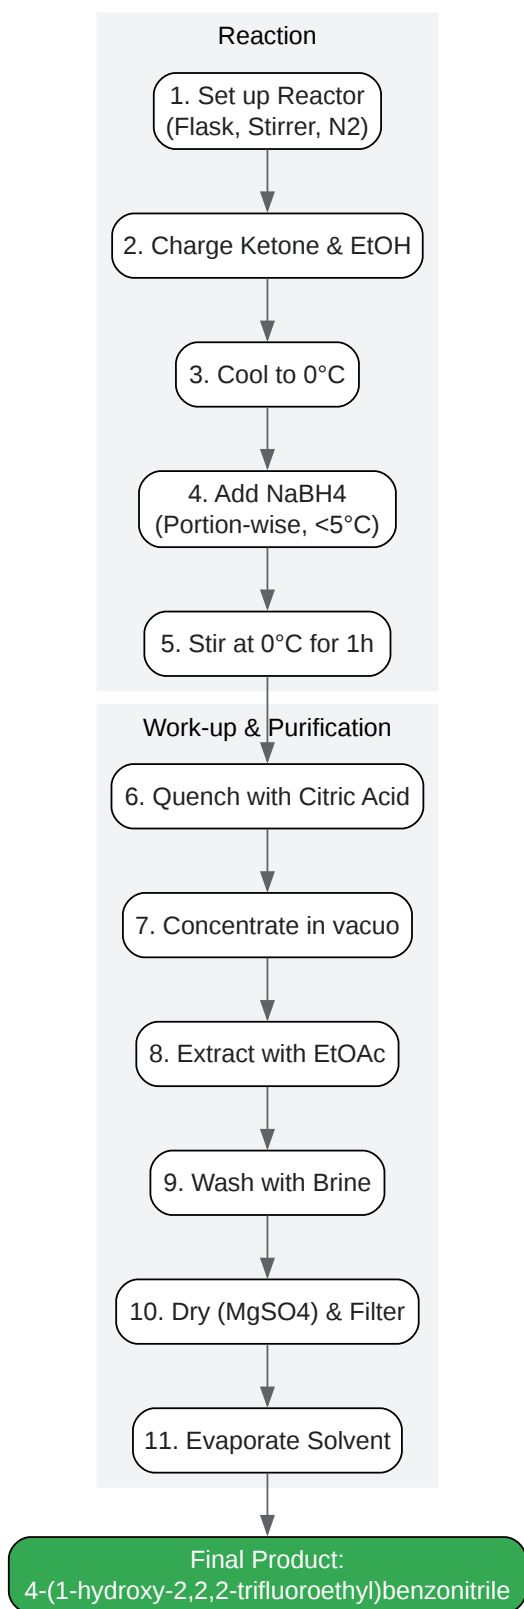 Reaction
1. Set up Reactor
(Flask, Stirrer, N2)
2. Charge Ketone & EtOH
3. Cool to 0°C
4. Add NaBH4
(Portion-wise, <5°C)
5. Stir at 0°C for 1h
Work-up & Purification
6. Quench with Citric Acid
7. Concentrate in vacuo
8. Extract with EtOAc
9. Wash with Brine
10. Dry (MgSO4) & Filter
11. Evaporate Solvent
Final Product:
4-(1-hydroxy-2,2,2-trifluoroethyl)benzonitrile